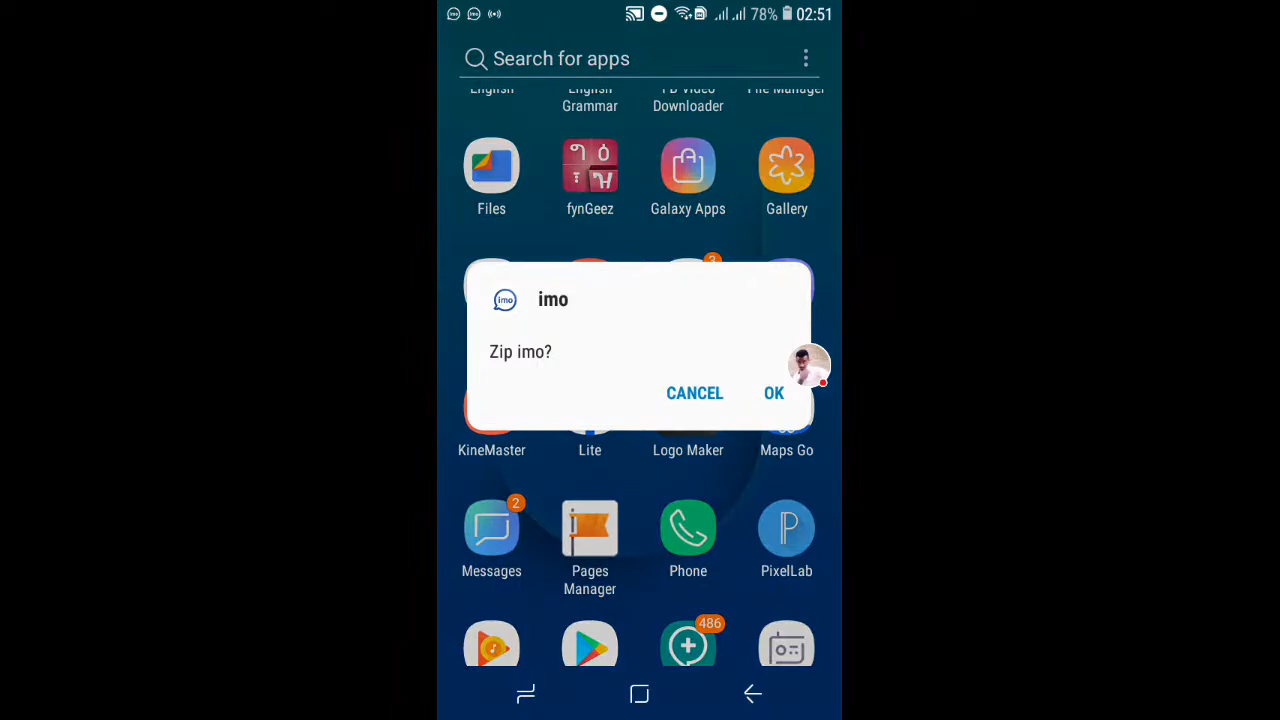 78% 02:51
Search for apps
English
English
Grammar
FB Video
Downloader
File Manager
ባ ዕ
fynGeez
Files
Galaxy Apps
Gallery
3
imo
imo
Zip imo?
CANCEL
OK
KineMaster
Lite
Logo Maker
Maps Go
2
Messages
Pages
Manager
Phone
PixelLab
486